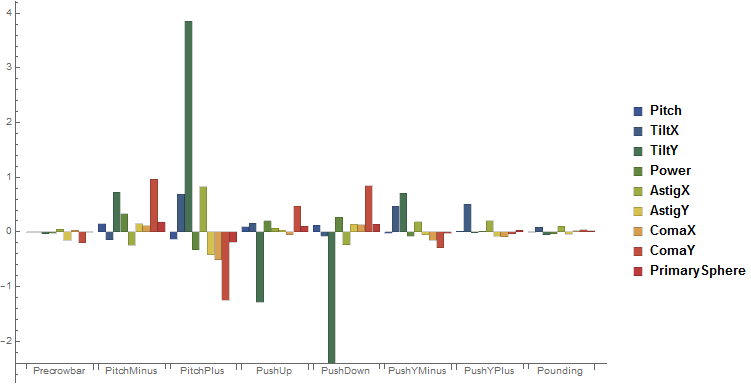 4
3
2
1
0
−1
−2
Precrowbar PitchMinus PitchPlus PushUp PushDown PushYMinus PushYPlus Pounding
Pitch
TiltX
TiltY
Power
AstigX
AstigY
ComaX
ComaY
PrimarySphere